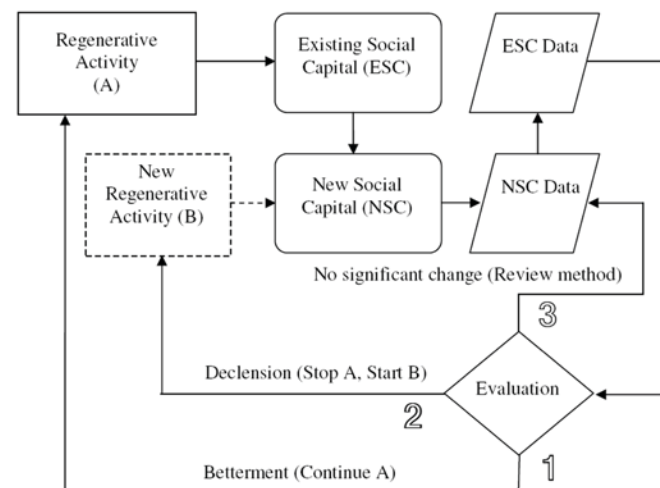 Regenerative
Activity
(A)
Existing Social
Capital (ESC)
ESC Data
New
Regenerative
Activity (B)
New Social
Capital (NSC)
NSC Data
No significant change (Review method)
3
Declension (Stop A, Start B)
Evaluation
2
1
Betterment (Continue A)